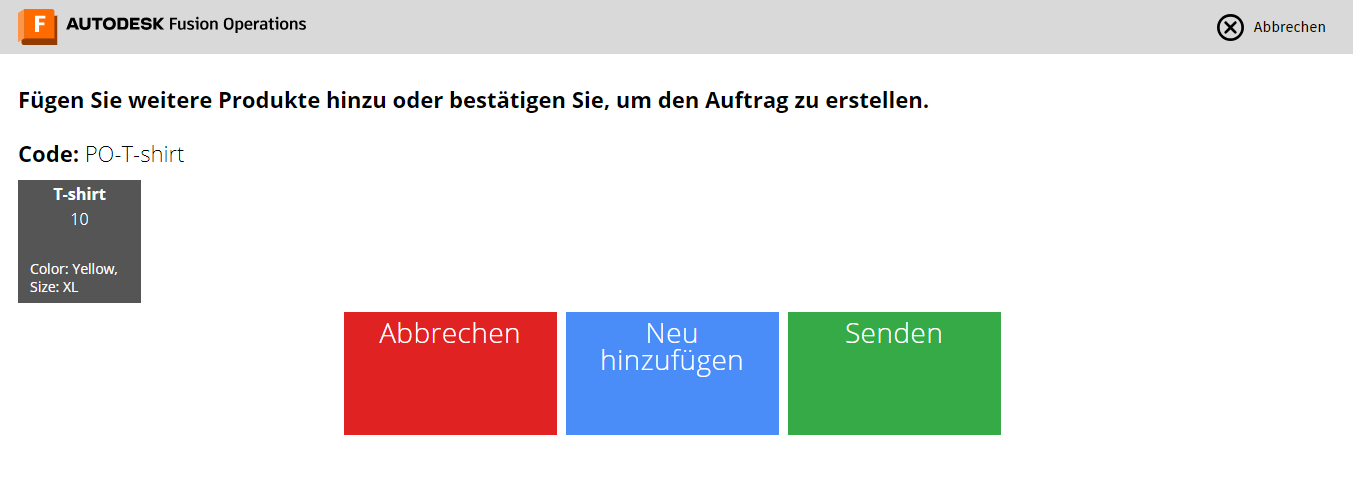 F AUTODESK Fusion Operations
Abbrechen
Fügen Sie weitere Produkte hinzu oder bestätigen Sie, um den Auftrag zu erstellen.
Code: PO-T-shirt
T-shirt
10
Color: Yellow,
Size: XL
Abbrechen
Neu
hinzufügen
Senden